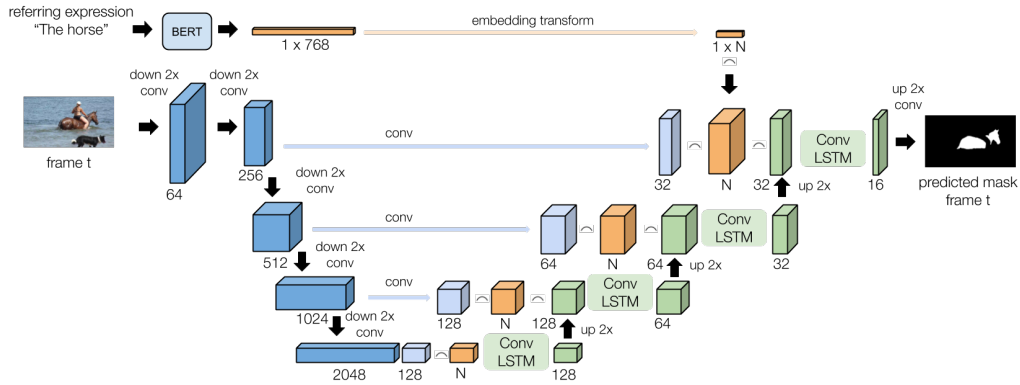 referring expression
"The horse"
BERT
1 x 768
embedding transform
1 x N
down 2x
conv
down 2x
conv
frame t
64
256
conv
32
N
32
Conv
LSTM
16
up 2x
conv
predicted mask
frame t
down 2x
conv
up 2x
512
conv
64
N
64
Conv
LSTM
32
down 2x
conv
up 2x
1024
conv
128
N
128
Conv
LSTM
64
down 2x
conv
up 2x
2048
128
N
Conv
LSTM
128